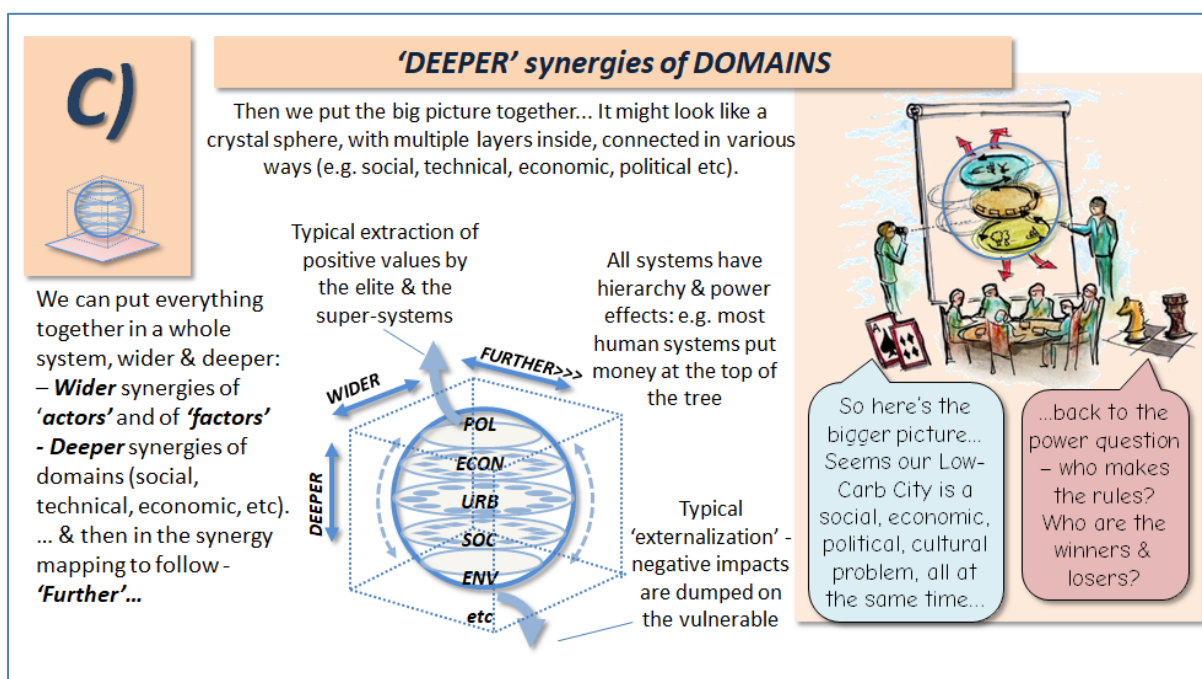 C)
‘DEEPER’ synergies of DOMAINS
Then we put the big picture together... It might look like a
crystal sphere, with multiple layers inside, connected in various
ways (e.g. social, technical, economic, political etc).
We can put everything
together in a whole
system, wider & deeper:
– Wider synergies of
‘actors’ and of ‘factors’
- Deeper synergies of
domains (social,
technical, economic, etc).
... & then in the synergy
mapping to follow -
‘Further’...
Typical extraction of
positive values by
the elite & the
super-systems
All systems have
hierarchy & power
effects: e.g. most
human systems put
money at the top of
the tree
WIDER
FURTHER>>>
DEEPER
POL
ECON
URB
SOC
ENV
etc
Typical
‘externalization’ -
negative impacts
are dumped on
the vulnerable
A
So here's the
bigger picture...
Seems our Low-
Carb City is a
social, economic,
political, cultural
problem, all at
the same time...
...back to the
power question
– who makes
the rules?
Who are the
winners &
losers?